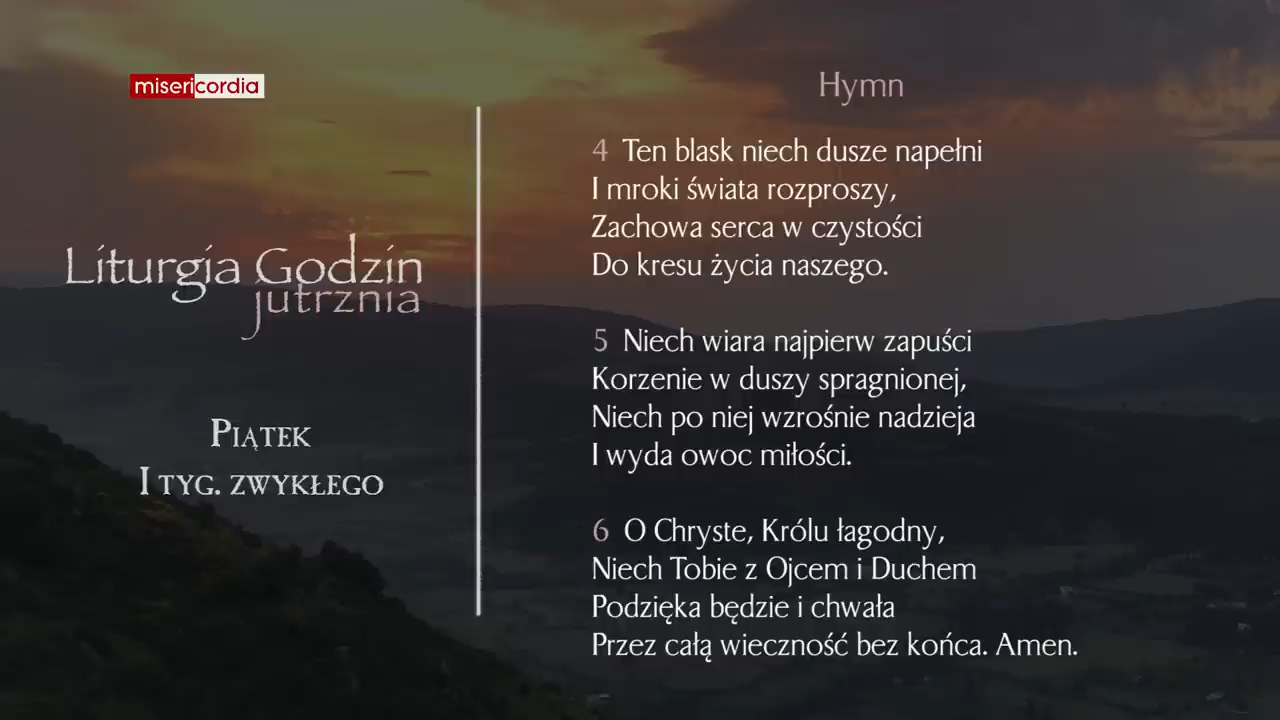 misericordia
Liturgia Godzin
jutrznia
Piątek
I tyg. zwykłego
Hymn
4 Ten blask niech dusze napełni
I mroki świata rozproszy,
Zachowa serca w czystości
Do kresu życia naszego.
5 Niech wiara najpierw zapuści
Korzenie w duszy spragnionej,
Niech po niej wzrośnie nadzieja
I wyda owoc miłości.
6 O Chryste, Królu łagodny,
Niech Tobie z Ojcem i Duchem
Podzięka będzie i chwała
Przez całą wieczność bez końca. Amen.